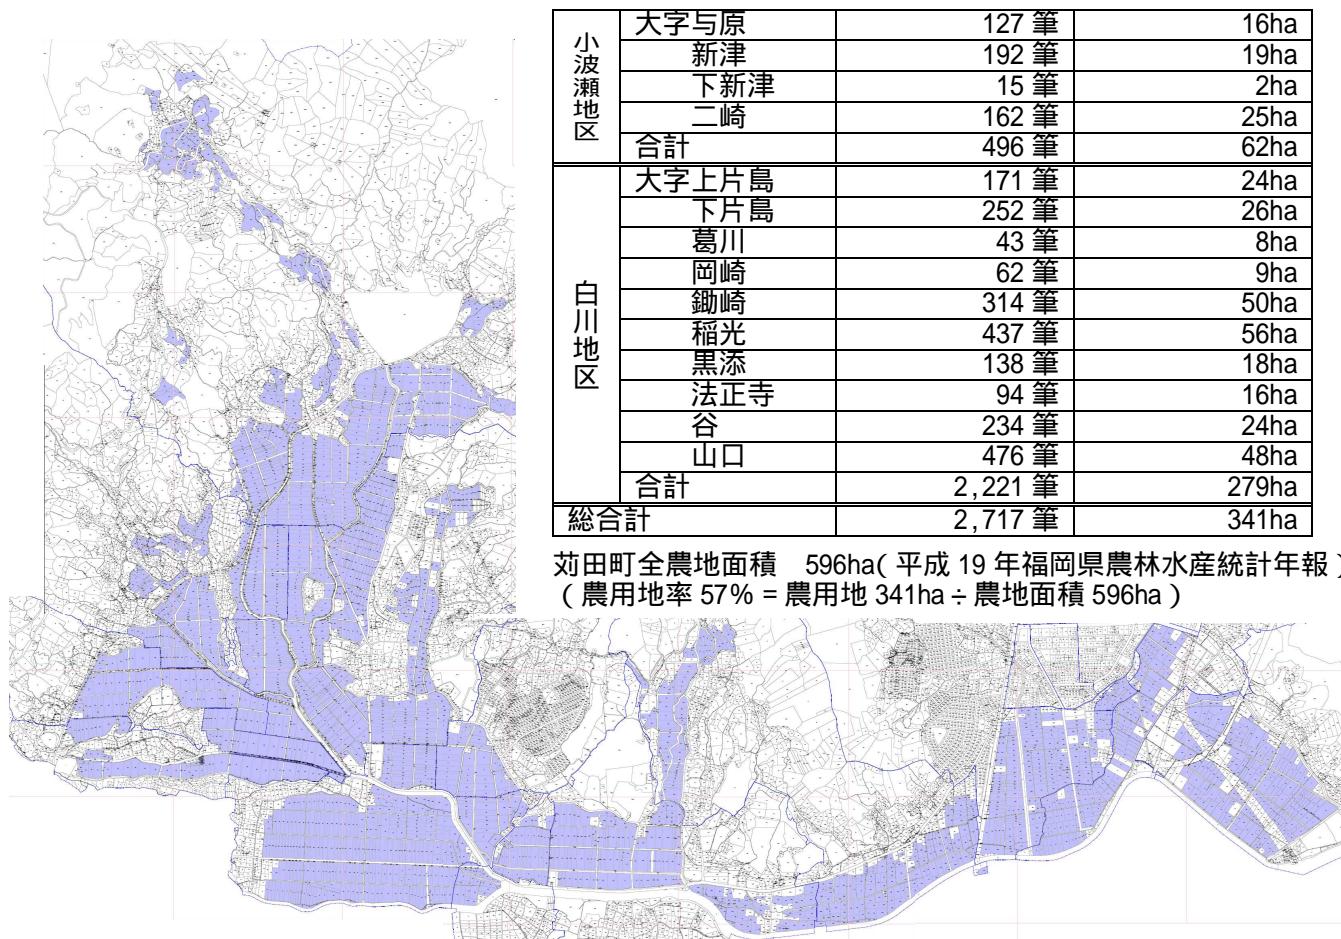 小波瀬地区
大字与原 127 筆 16ha
新津 192 筆 19ha
下新津 15 筆 2ha
二崎 162 筆 25ha
合計 496 筆 62ha
白川地区
大字上片島 171 筆 24ha
下片島 252 筆 26ha
葛川 43 筆 8ha
岡崎 62 筆 9ha
鋤崎 314 筆 50ha
稲光 437 筆 56ha
黒添 138 筆 18ha
法正寺 94 筆 16ha
谷 234 筆 24ha
山口 476 筆 48ha
合計 2,221 筆 279ha
総合計 2,717 筆 341ha
苅田町全農地面積 596ha(平成 19 年福岡県農林水産統計年報)
(農用地率 57% = 農用地 341ha ÷ 農地面積 596ha)